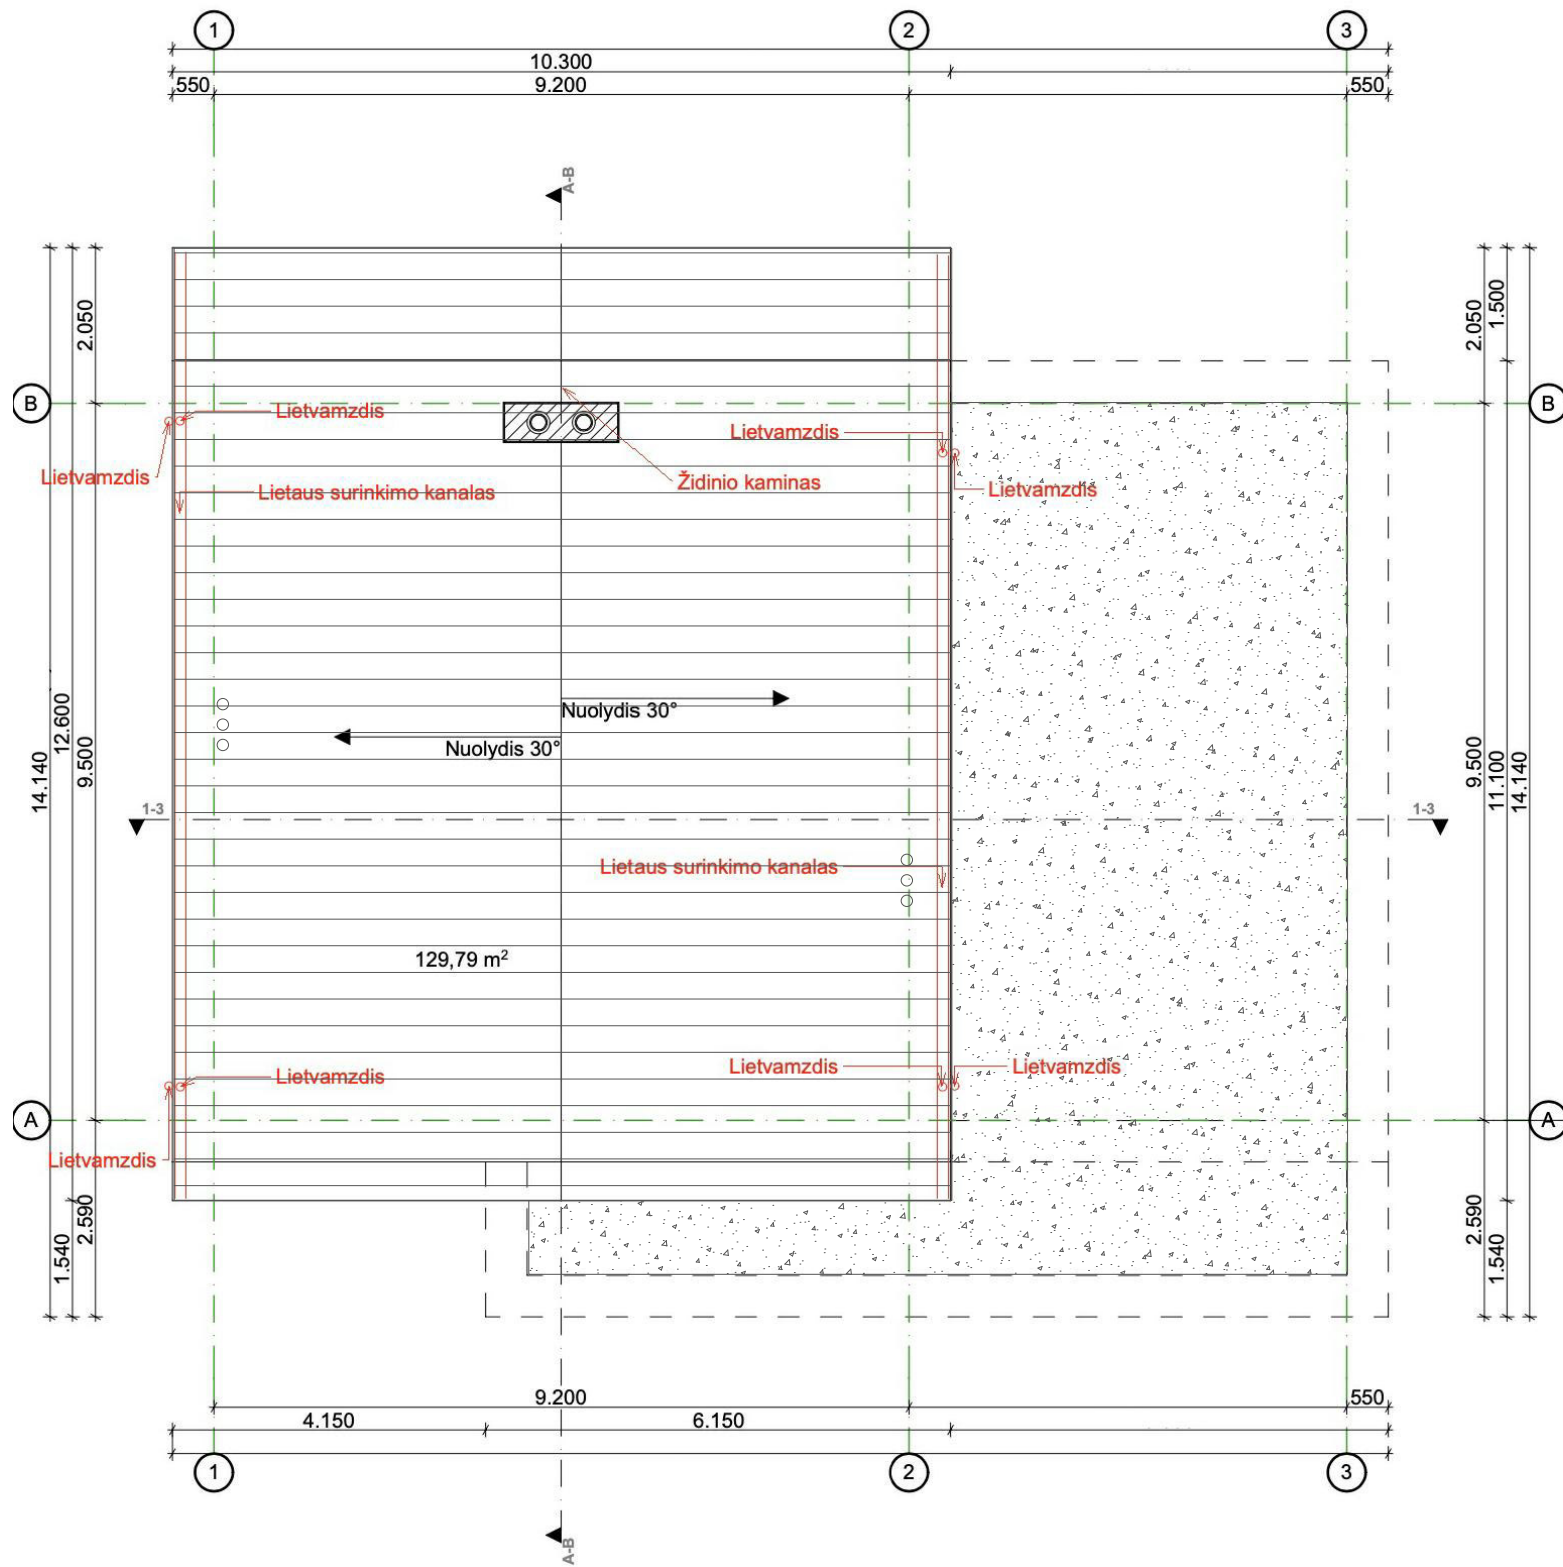 1
2
3
10.300
550
9.200
550
A-B
2.050
2.050
1.500
B
B
Lietvamzdis
Lietvamzdis
Lietvamzdis
Židinio kaminas
Lietvamzdis
Lietaus surinkimo kanalas
Nuolydis 30°
Nuolydis 30°
14.140
12.600
9.500
9.500
11.100
14.140
1-3
1-3
Lietaus surinkimo kanalas
129,79 m²
Lietvamzdis
Lietvamzdis
Lietvamzdis
A
A
Lietvamzdis
1.540
2.590
2.590
1.540
9.200
550
4.150
6.150
1
2
3
A-B